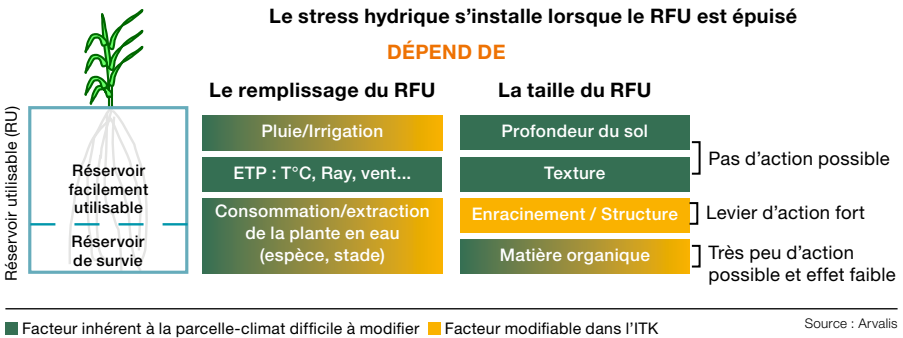 Le stress hydrique s'installe lorsque le RFU est épuisé
DÉPEND DE
Le remplissage du RFU
La taille du RFU
Réservoir utilisable (RU)
Réservoir
facilement
utilisable
Réservoir
de survie
Pluie/Irrigation
ETP : T°C, Ray, vent...
Consommation/extraction
de la plante en eau
(espèce, stade)
Profondeur du sol
Texture
Pas d'action possible
Enracinement / Structure
Levier d'action fort
Matière organique
Très peu d'action
possible et effet faible
Facteur inhérent à la parcelle-climat difficile à modifier
Facteur modifiable dans l'ITK
Source : Arvalis